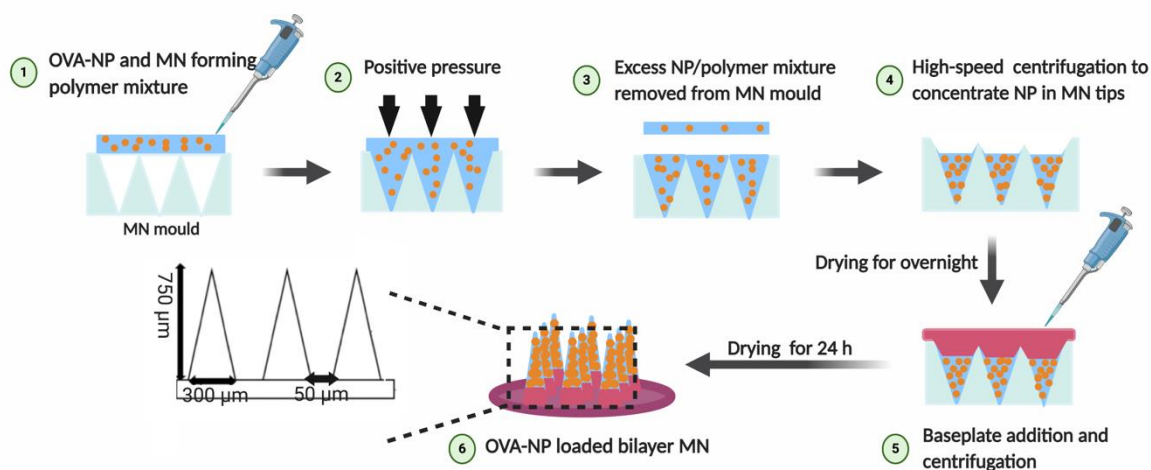 1
OVA-NP and MN forming
polymer mixture
MN mould
2
Positive pressure
3
Excess NP/polymer mixture
removed from MN mould
4
High-speed centrifugation to
concentrate NP in MN tips
Drying for overnight
5
Baseplate addition and
centrifugation
Drying for 24 h
6
OVA-NP loaded bilayer MN
750 µm
300 µm
50 µm